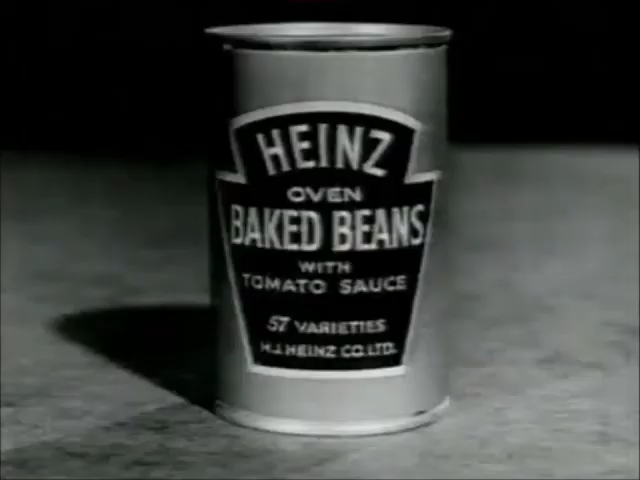 HEINZ
OVEN
BAKED BEANS
WITH
TOMATO SAUCE
57 VARIETIES
H.J. HEINZ CO. LTD.